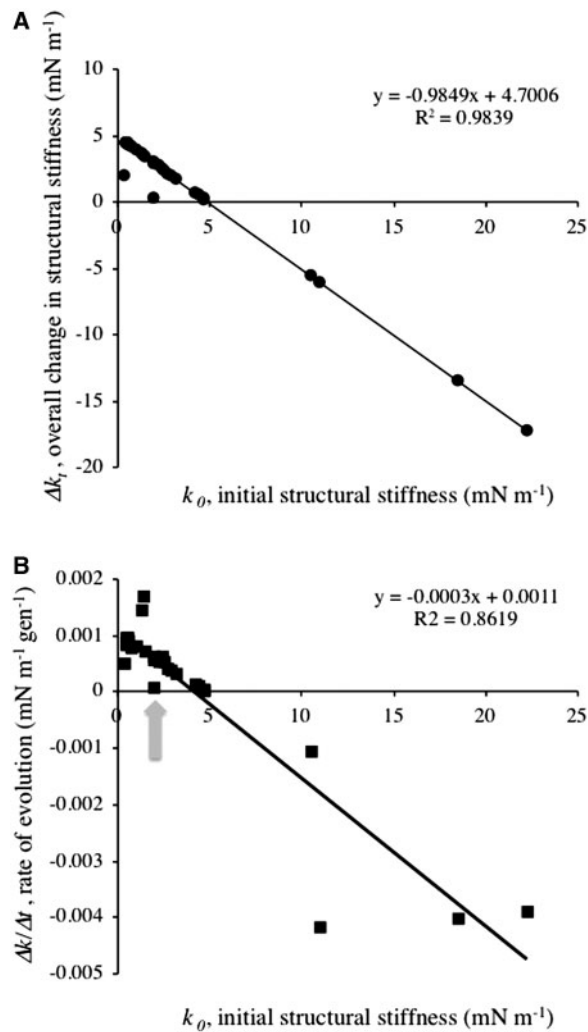 A
Δkₜ, overall change in structural stiffness (mN m⁻¹)
10
5
0
-5
-10
-15
-20
0
5
10
15
20
25
y = -0.9849x + 4.7006
R² = 0.9839
k₀, initial structural stiffness (mN m⁻¹)
B
Δk/Δt, rate of evolution (mN m⁻¹ gen⁻¹)
0.002
0.001
0
-0.001
-0.002
-0.003
-0.004
-0.005
0
5
10
15
20
25
y = -0.0003x + 0.0011
R2 = 0.8619
k₀, initial structural stiffness (mN m⁻¹)